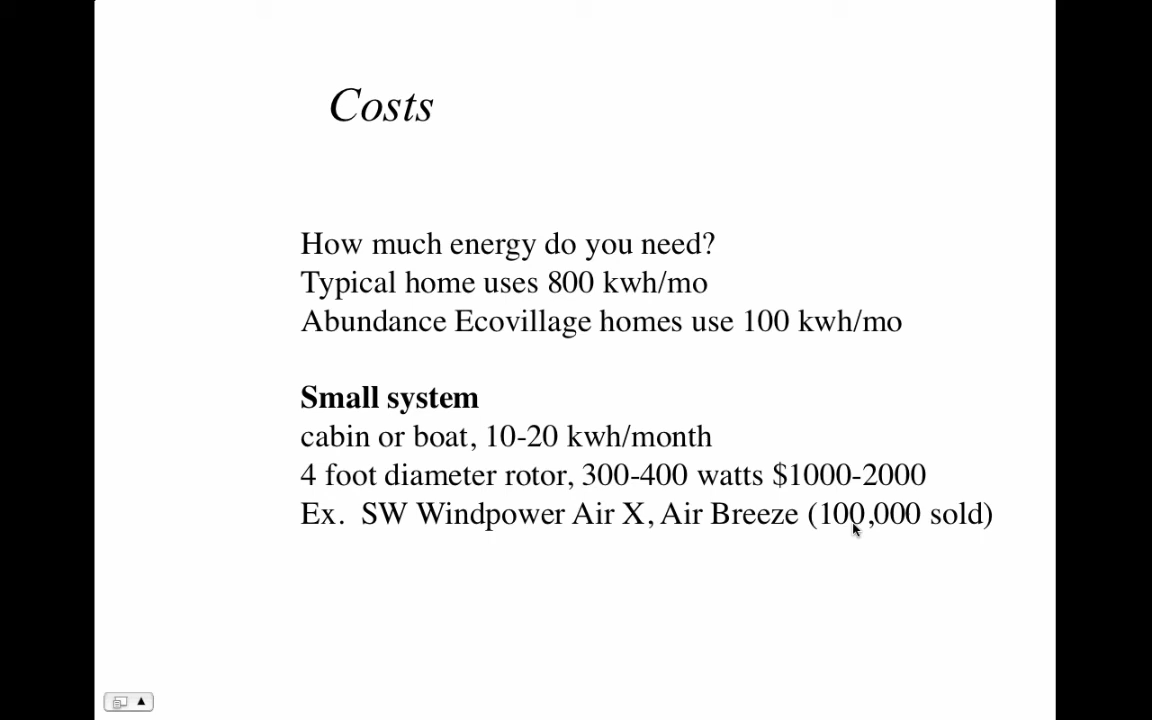 Costs
How much energy do you need?
Typical home uses 800 kwh/mo
Abundance Ecovillage homes use 100 kwh/mo
Small system
cabin or boat, 10-20 kwh/month
4 foot diameter rotor, 300-400 watts $1000-2000
Ex.  SW Windpower Air X, Air Breeze (100,000 sold)